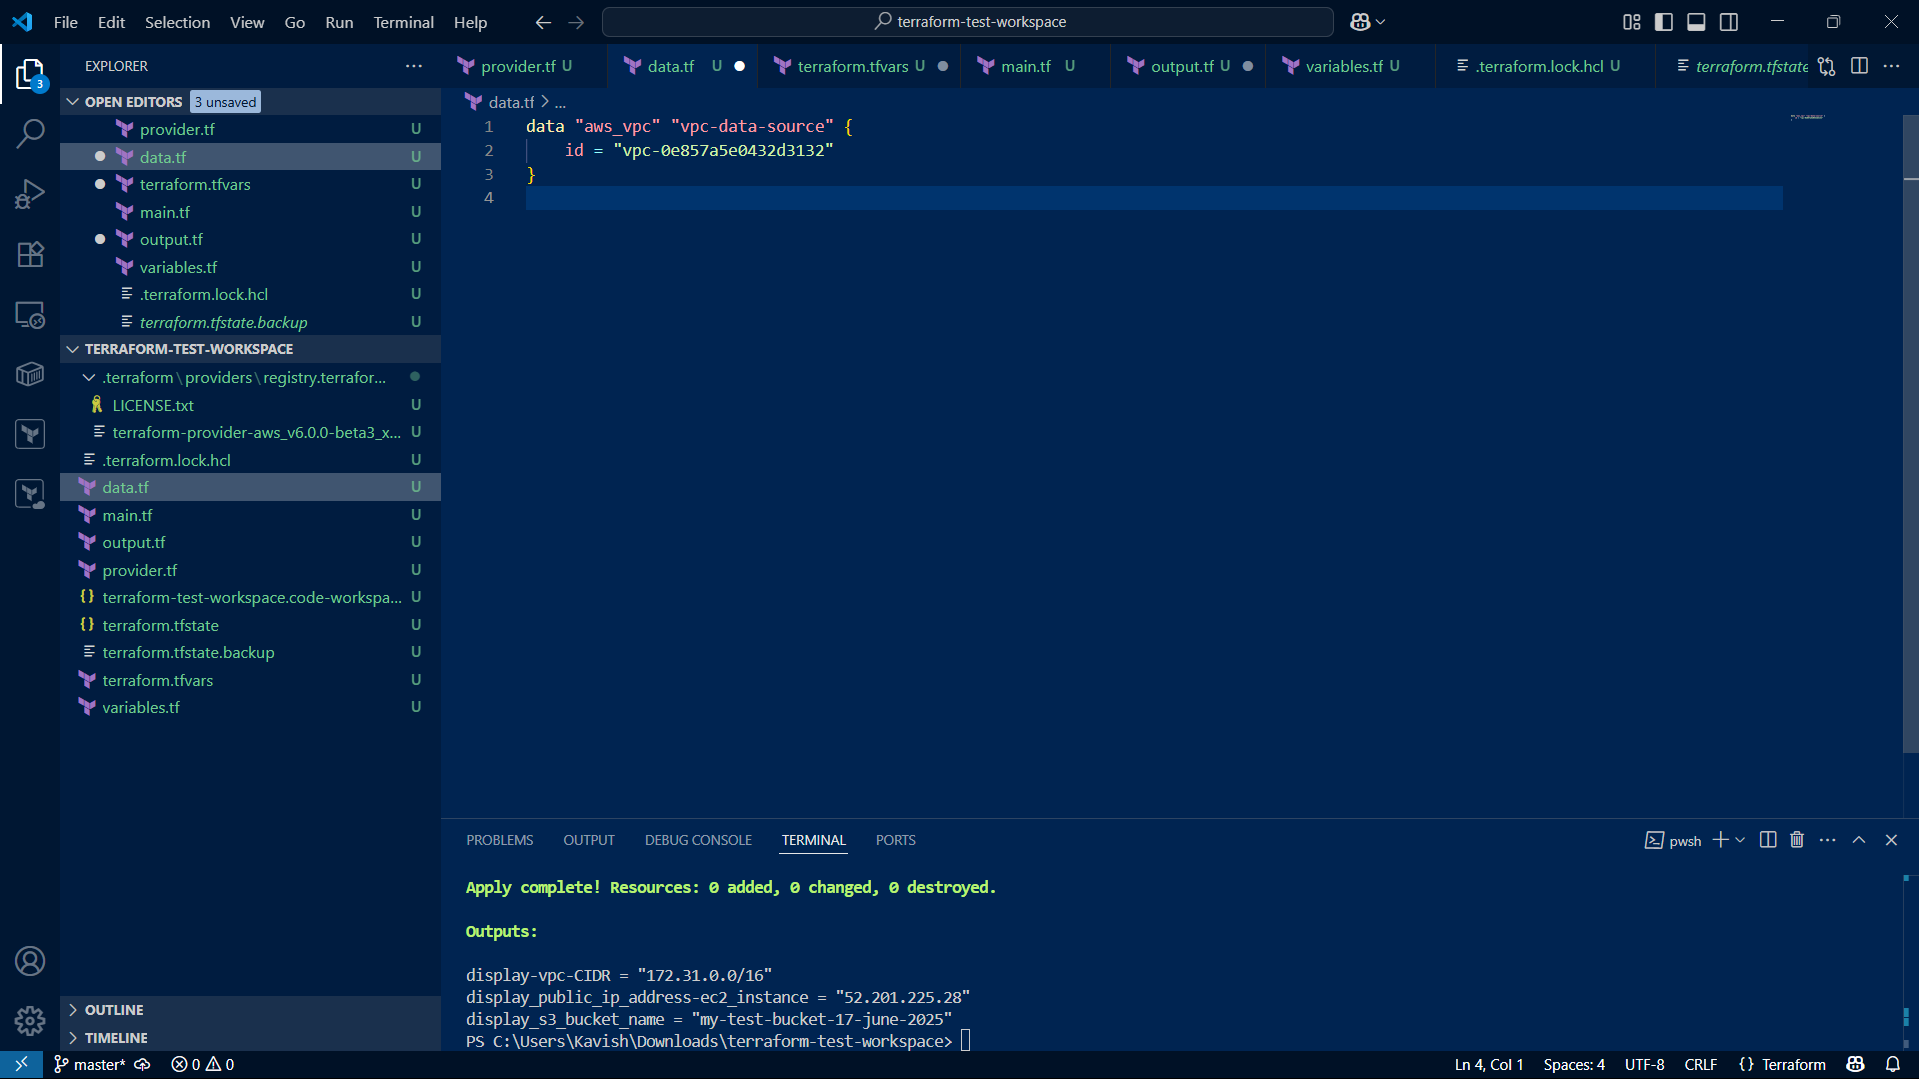 File Edit Selection View Go Run Terminal Help
terraform-test-workspace
EXPLORER
OPEN EDITORS 3 unsaved
provider.tf U
data.tf U
terraform.tfvars U
main.tf U
output.tf U
variables.tf U
.terraform.lock.hcl U
terraform.tfstate.backup U
TERRAFORM-TEST-WORKSPACE
.terraform\providers\registry.terrafor...
LICENSE.txt U
terraform-provider-aws_v6.0.0-beta3_x... U
.terraform.lock.hcl U
data.tf U
main.tf U
output.tf U
provider.tf U
{} terraform-test-workspace.code-workspa... U
{} terraform.tfstate U
terraform.tfstate.backup U
terraform.tfvars U
variables.tf U
OUTLINE
TIMELINE
3
provider.tf U data.tf U terraform.tfvars U main.tf U output.tf U variables.tf U .terraform.lock.hcl U terraform.tfstate
data.tf > ...
1 data "aws_vpc" "vpc-data-source" {
2 id = "vpc-0e857a5e0432d3132"
3 }
4
PROBLEMS OUTPUT DEBUG CONSOLE TERMINAL PORTS
pwsh
Apply complete! Resources: 0 added, 0 changed, 0 destroyed.
Outputs:
display-vpc-CIDR = "172.31.0.0/16"
display_public_ip_address-ec2_instance = "52.201.225.28"
display_s3_bucket_name = "my-test-bucket-17-june-2025"
PS C:\Users\Kavish\Downloads\terraform-test-workspace>
master* 0 0
Ln 4, Col 1 Spaces: 4 UTF-8 CRLF {} Terraform